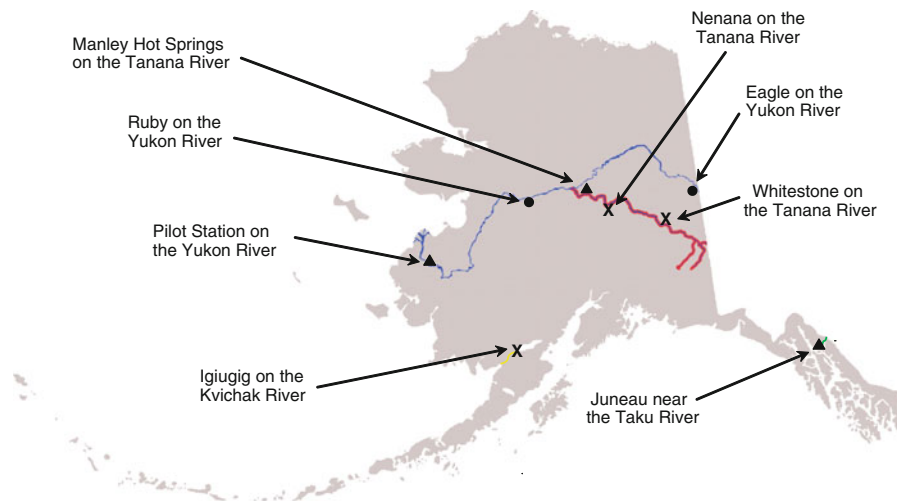 Manley Hot Springs
on the Tanana River
Nenana on the
Tanana River
Ruby on the
Yukon River
Eagle on the
Yukon River
Whitestone on
the Tanana River
Pilot Station on
the Yukon River
Igiugig on the
Kvichak River
Juneau near
the Taku River
X
X
X